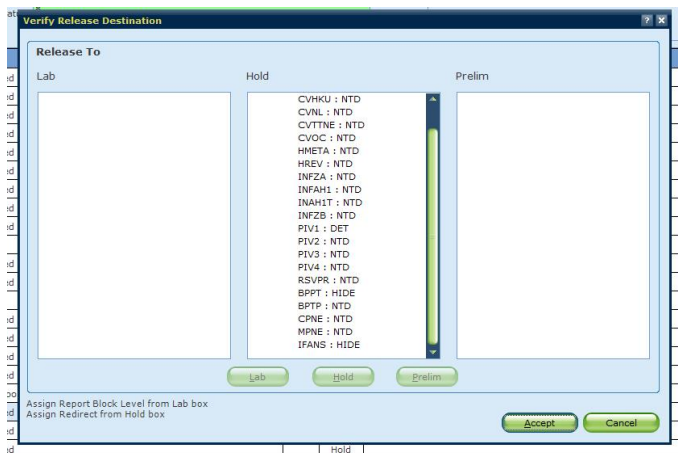 Verify Release Destination
Release To
Lab
Hold
Prelim
CVHKU : NTD
CVNL : NTD
CVTTNE : NTD
CVOC : NTD
HMETA : NTD
HREV : NTD
INFZA : NTD
INFAH1 : NTD
INAH1T : NTD
INFZB : NTD
PIV1 : DET
PIV2 : NTD
PIV3 : NTD
PIV4 : NTD
RSVPR : NTD
BPPT : HIDE
BPTP : NTD
CPNE : NTD
MPNE : NTD
IFANS : HIDE
Lab
Hold
Prelim
Assign Report Block Level from Lab box
Assign Redirect from Hold box
Accept
Cancel
Hold